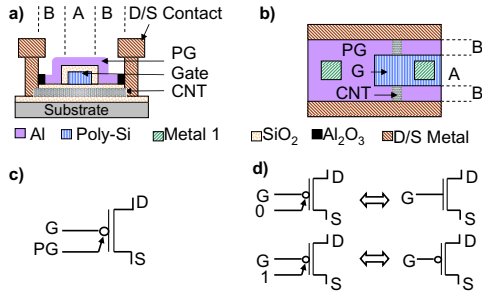 a) B A B D/S Contact
PG
Gate
CNT
Substrate
b)
PG
G
CNT
B
A
B
Al Poly-Si Metal 1 SiO2 Al2O3 D/S Metal
c)
G
PG
D
S
d)
G
0
D
S
G
D
S
G
1
D
S
G
D
S